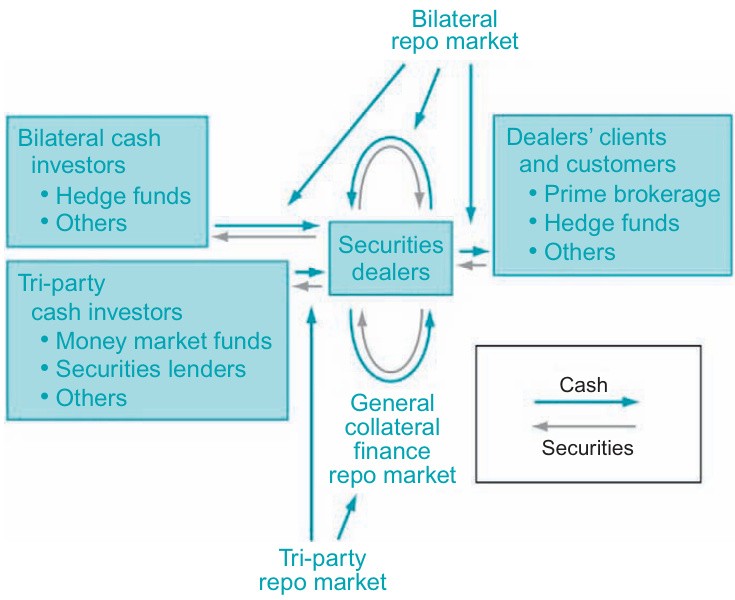 Bilateral
repo market
Bilateral cash
investors
• Hedge funds
• Others
Dealers’ clients
and customers
• Prime brokerage
• Hedge funds
• Others
Securities
dealers
Tri-party
cash investors
• Money market funds
• Securities lenders
• Others
General
collateral
finance
repo market
Cash
Securities
Tri-party
repo market